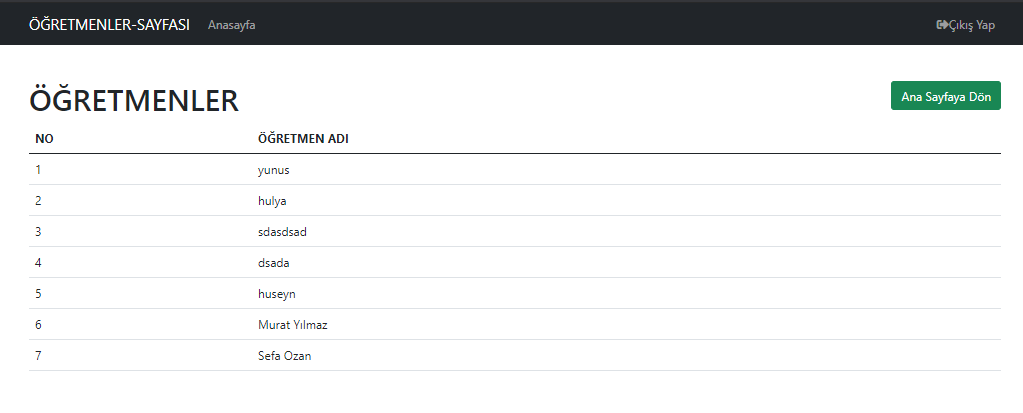 ÖĞRETMENLER-SAYFASI Anasayfa Çıkış Yap
ÖĞRETMENLER Ana Sayfaya Dön
NO ÖĞRETMEN ADI
1 yunus
2 hulya
3 sdasdsad
4 dsada
5 huseyn
6 Murat Yılmaz
7 Sefa Ozan